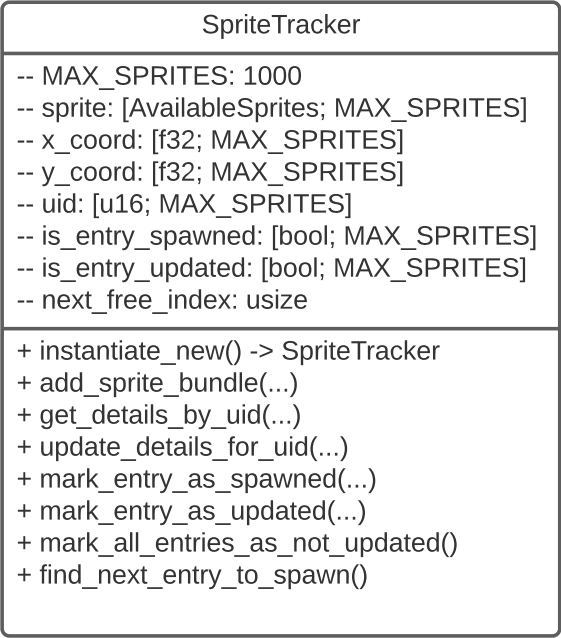 SpriteTracker
-- MAX_SPRITES: 1000
-- sprite: [AvailableSprites; MAX_SPRITES]
-- x_coord: [f32; MAX_SPRITES]
-- y_coord: [f32; MAX_SPRITES]
-- uid: [u16; MAX_SPRITES]
-- is_entry_spawned: [bool; MAX_SPRITES]
-- is_entry_updated: [bool; MAX_SPRITES]
-- next_free_index: usize
+ instantiate_new() -> SpriteTracker
+ add_sprite_bundle(...)
+ get_details_by_uid(...)
+ update_details_for_uid(...)
+ mark_entry_as_spawned(...)
+ mark_entry_as_updated(...)
+ mark_all_entries_as_not_updated()
+ find_next_entry_to_spawn()